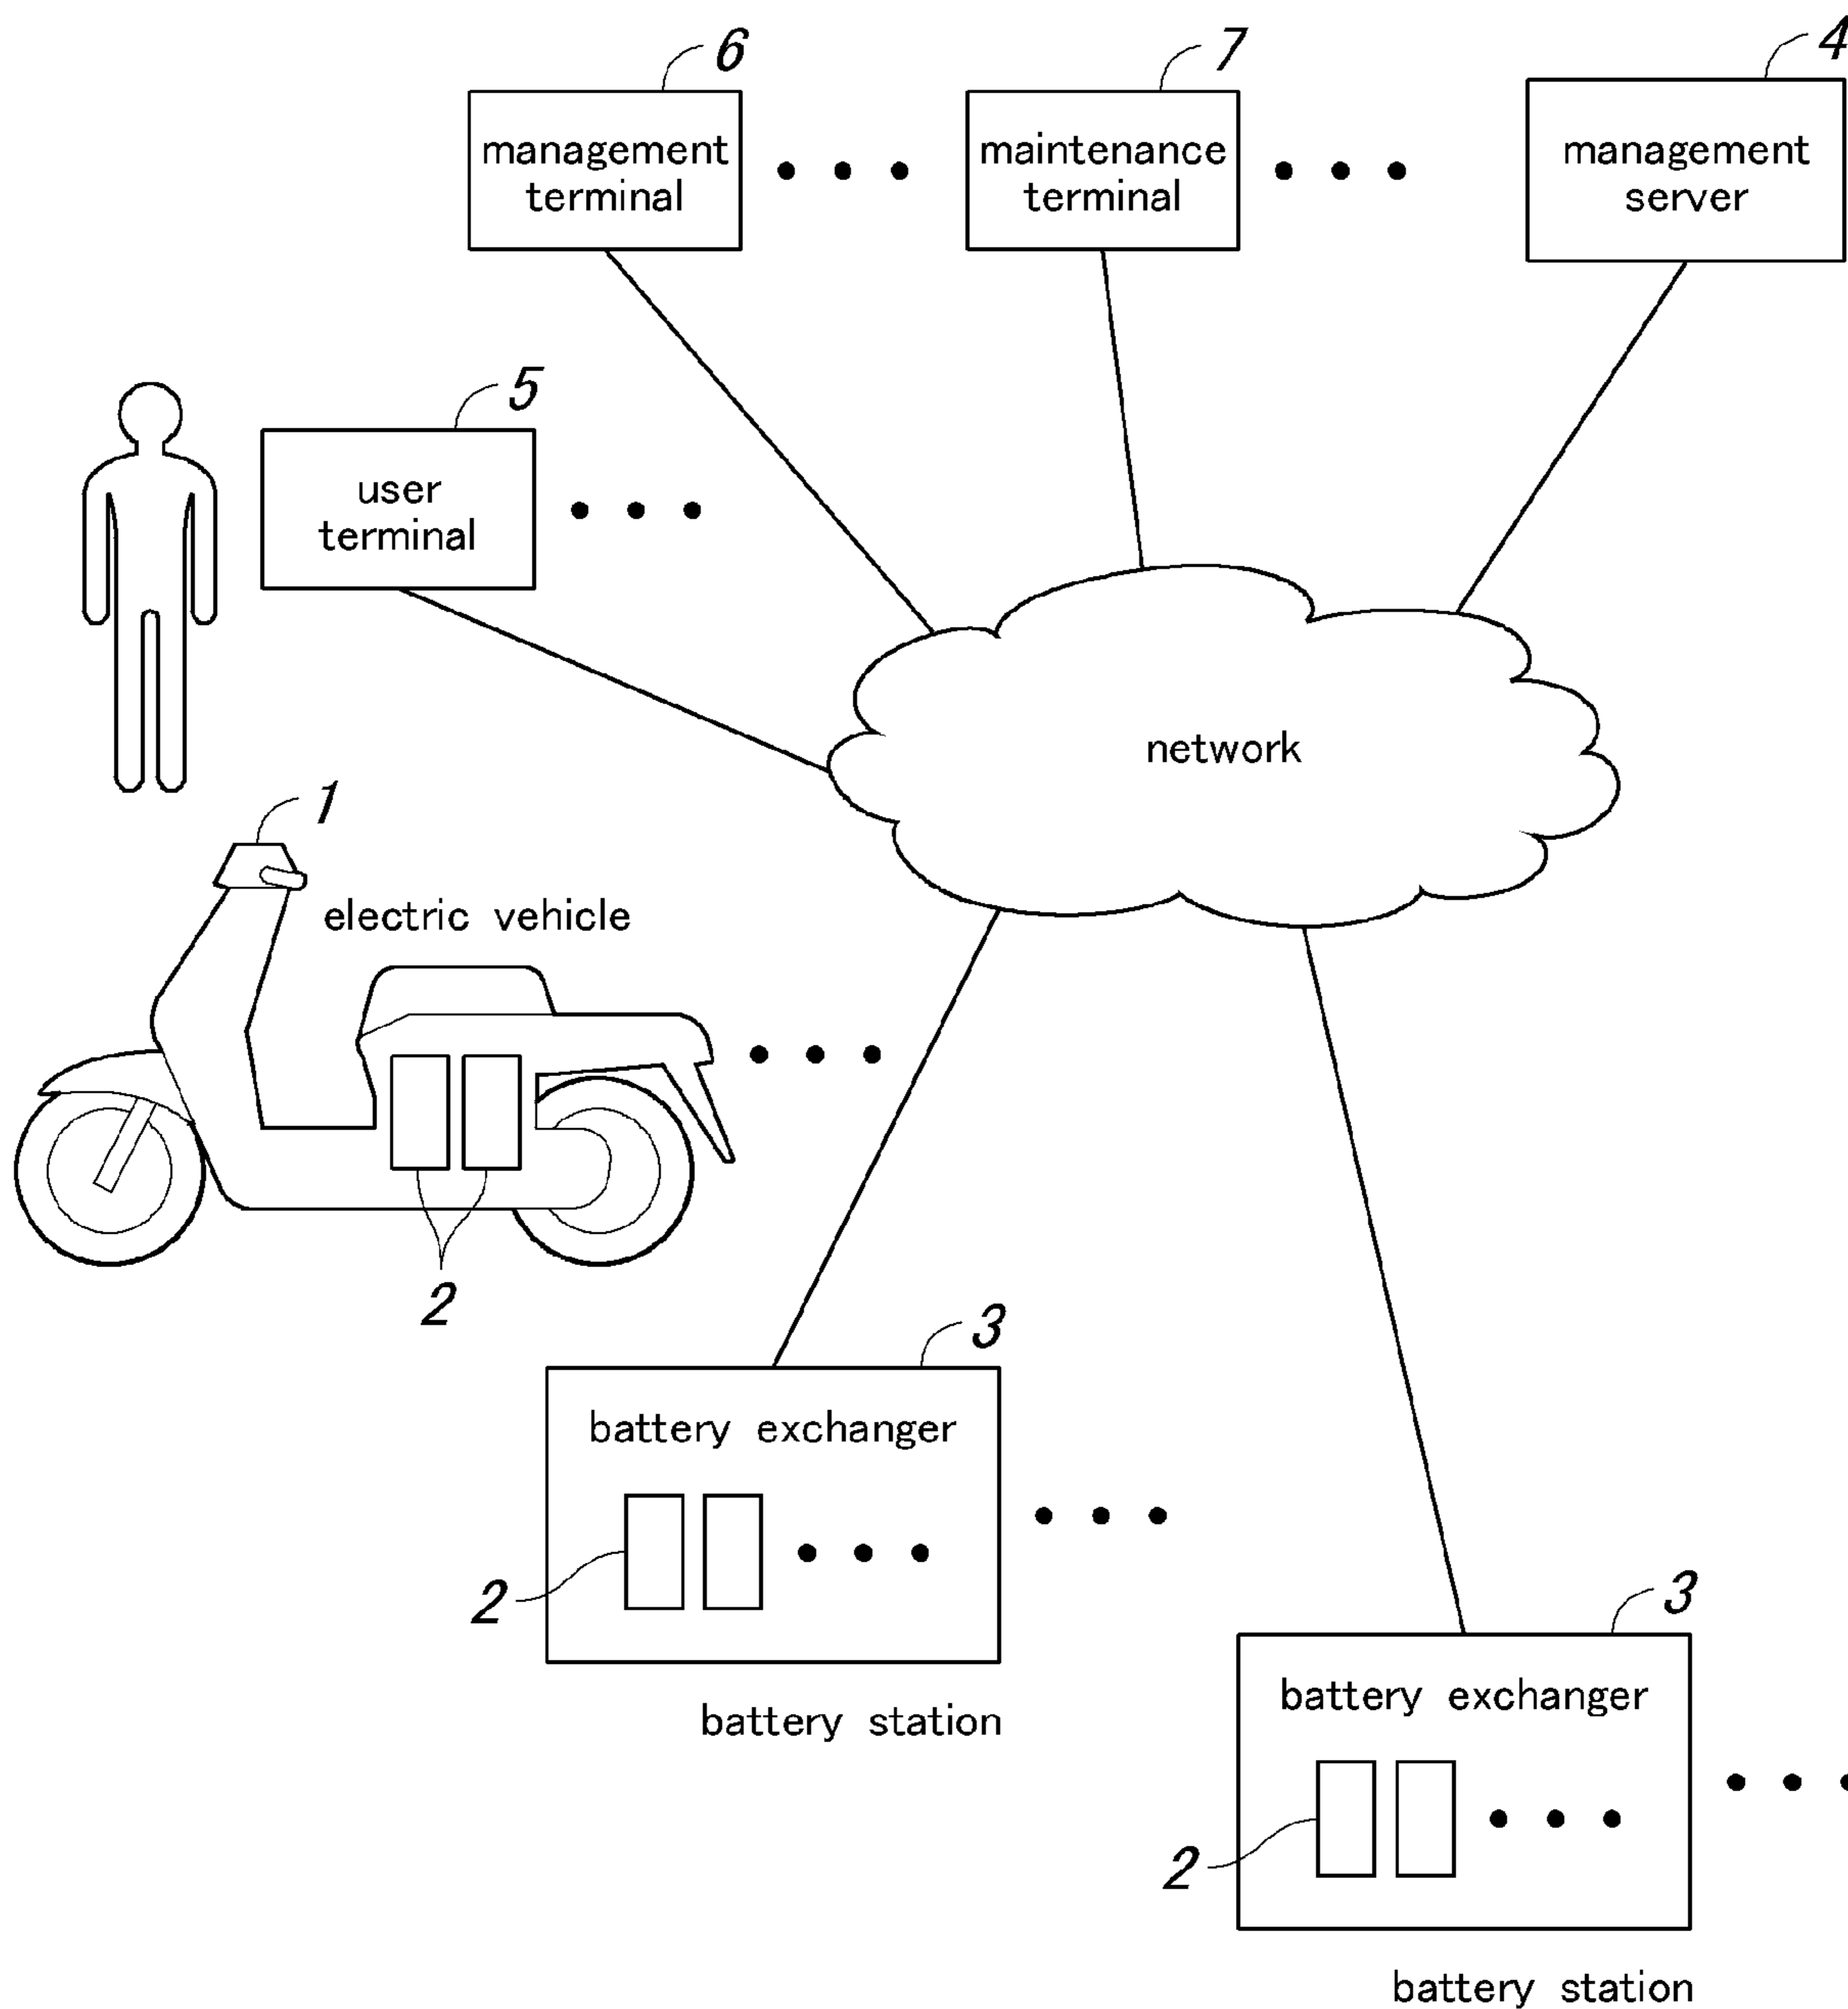 6
7
4
management
terminal
maintenance
terminal
management
server
5
user
terminal
network
1
electric vehicle
2
3
battery exchanger
2
battery station
3
battery exchanger
2
battery station